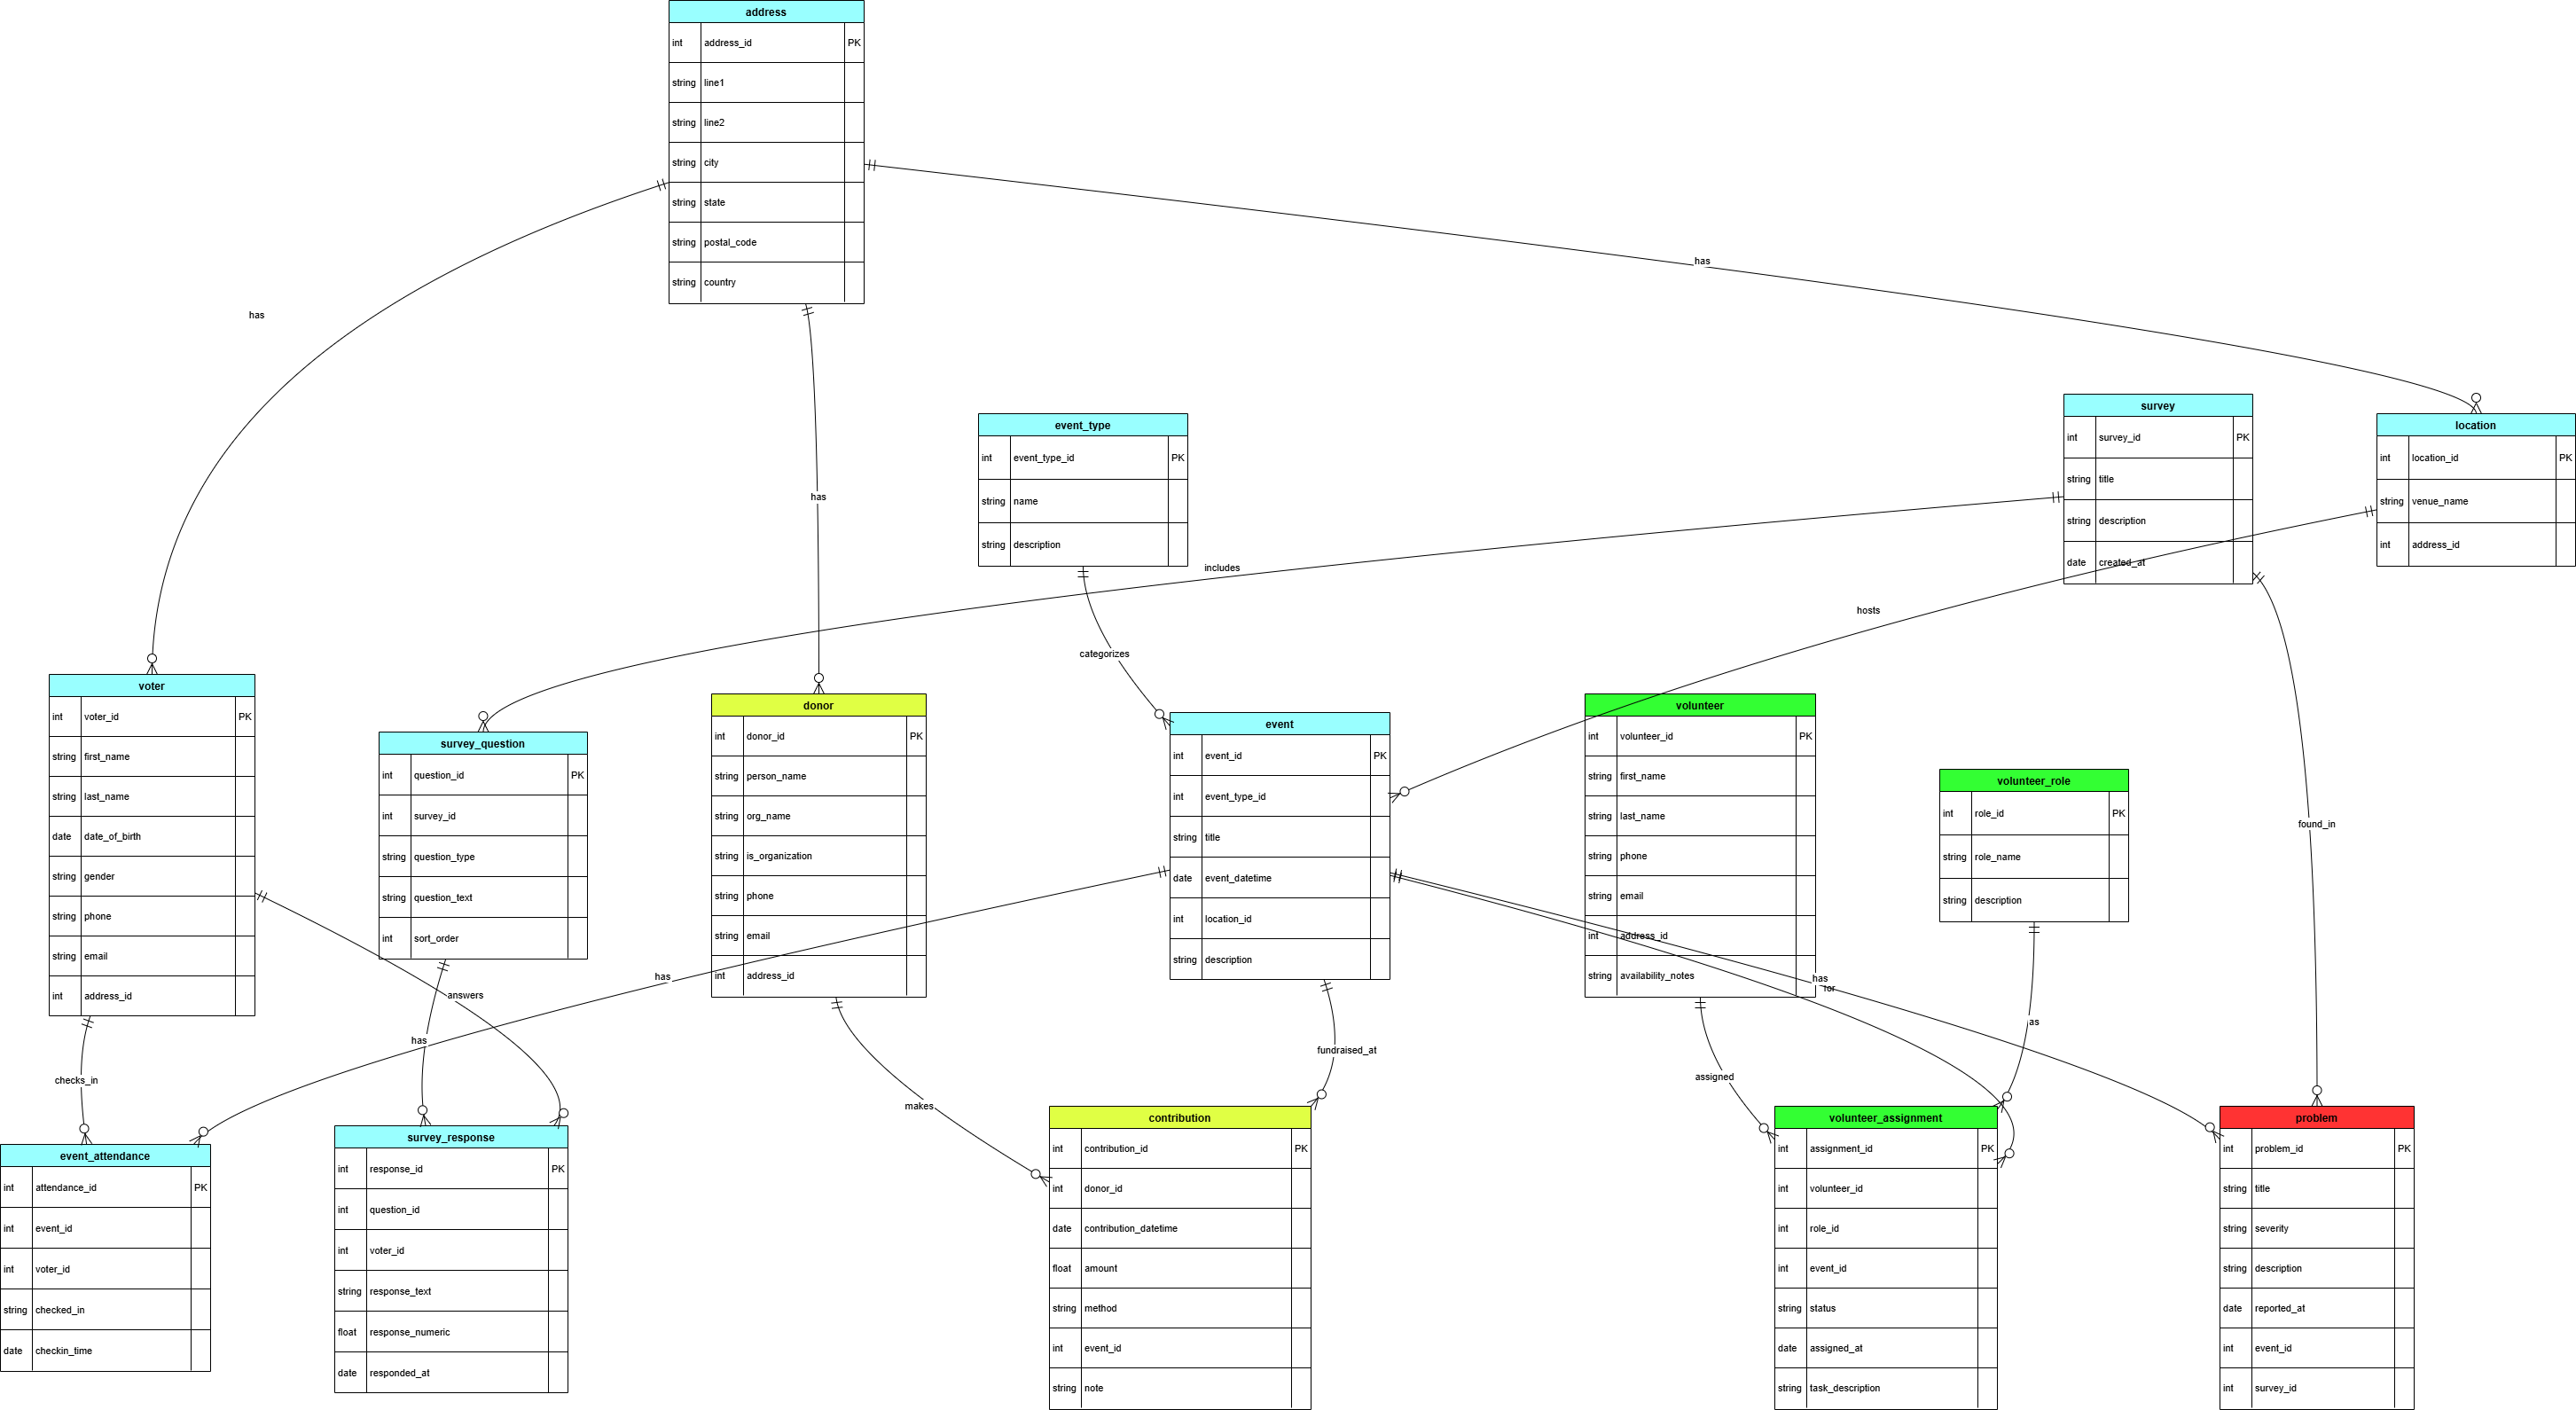 address
int address_id PK
string line1
string line2
string city
string state
string postal_code
string country
has
has
has
event_type
int event_type_id PK
string name
string description
survey
int survey_id PK
string title
string description
date created_at
location
int location_id PK
string venue_name
int address_id
includes
hosts
categorizes
found_in
voter
int voter_id PK
string first_name
string last_name
date date_of_birth
string gender
string phone
string email
int address_id
survey_question
int question_id PK
int survey_id
string question_type
string question_text
int sort_order
donor
int donor_id PK
string person_name
string org_name
string is_organization
string phone
string email
int address_id
event
int event_id PK
int event_type_id
string title
date event_datetime
int location_id
string description
volunteer
int volunteer_id PK
string first_name
string last_name
string phone
string email
int address_id
string availability_notes
volunteer_role
int role_id PK
string role_name
string description
has
answers
has
has
for
as
checks_in
makes
fundraised_at
assigned
event_attendance
int attendance_id PK
int event_id
int voter_id
string checked_in
date checkin_time
survey_response
int response_id PK
int question_id
int voter_id
string response_text
float response_numeric
date responded_at
contribution
int contribution_id PK
int donor_id
date contribution_datetime
float amount
string method
int event_id
string note
volunteer_assignment
int assignment_id PK
int volunteer_id
int role_id
int event_id
string status
date assigned_at
string task_description
problem
int problem_id PK
string title
string severity
string description
date reported_at
int event_id
int survey_id